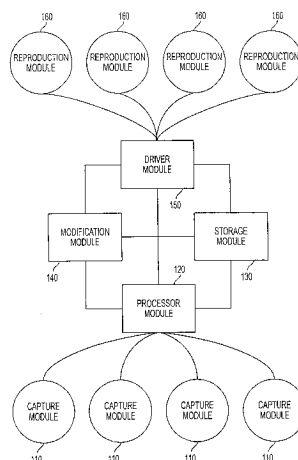 160 160 160 160
REPRODUCTION MODULE
REPRODUCTION MODULE
REPRODUCTION MODULE
REPRODUCTION MODULE
DRIVER MODULE
150
MODIFICATION MODULE
140
STORAGE MODULE
130
120
PROCESSOR MODULE
CAPTURE MODULE
CAPTURE MODULE
CAPTURE MODULE
CAPTURE MODULE
110 110 110 110